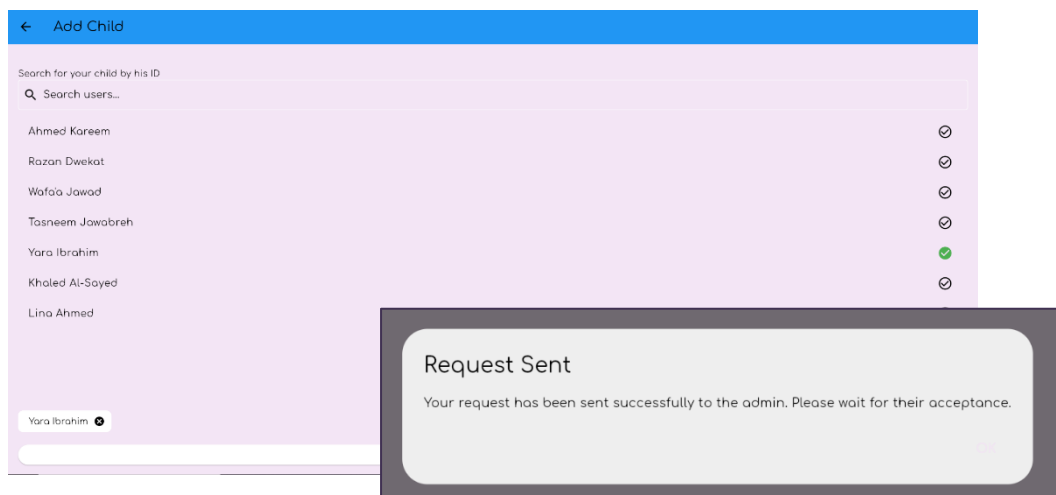 Add Child
Search for your child by his ID
Search users...
Ahmed Kareem
Razan Dwekat
Wafa'a Jawad
Tasneem Jawabreh
Yara Ibrahim
Khaled Al-Sayed
Lina Ahmed
Yara Ibrahim
Request Sent
Your request has been sent successfully to the admin. Please wait for their acceptance.
OK